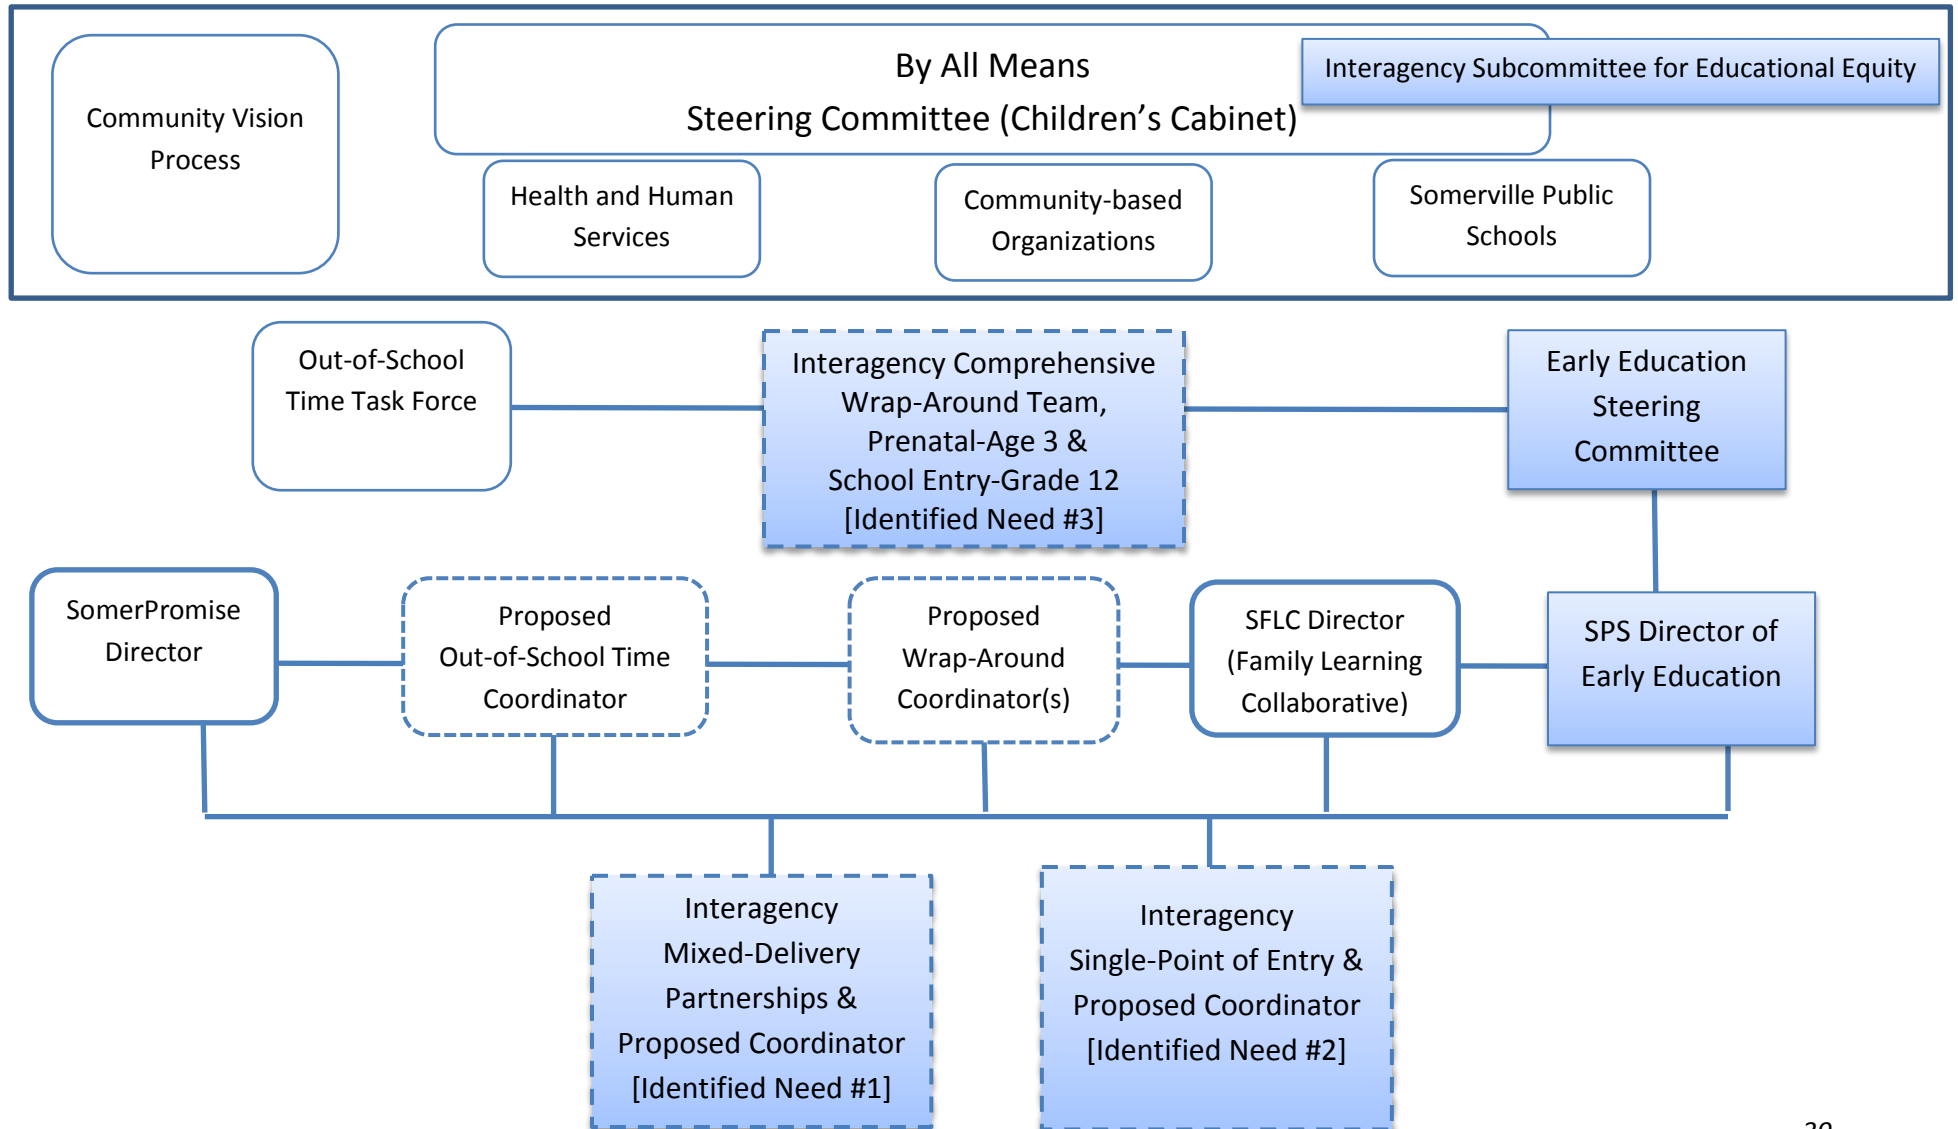 By All Means
Steering Committee (Children’s Cabinet)
Interagency Subcommittee for Educational Equity
Community Vision
Process
Health and Human
Services
Community-based
Organizations
Somerville Public
Schools
Out-of-School
Time Task Force
Interagency Comprehensive
Wrap-Around Team,
Prenatal-Age 3 &
School Entry-Grade 12
[Identified Need #3]
Early Education
Steering
Committee
SomerPromise
Director
Proposed
Out-of-School Time
Coordinator
Proposed
Wrap-Around
Coordinator(s)
SFLC Director
(Family Learning
Collaborative)
SPS Director of
Early Education
Interagency
Mixed-Delivery
Partnerships &
Proposed Coordinator
[Identified Need #1]
Interagency
Single-Point of Entry &
Proposed Coordinator
[Identified Need #2]